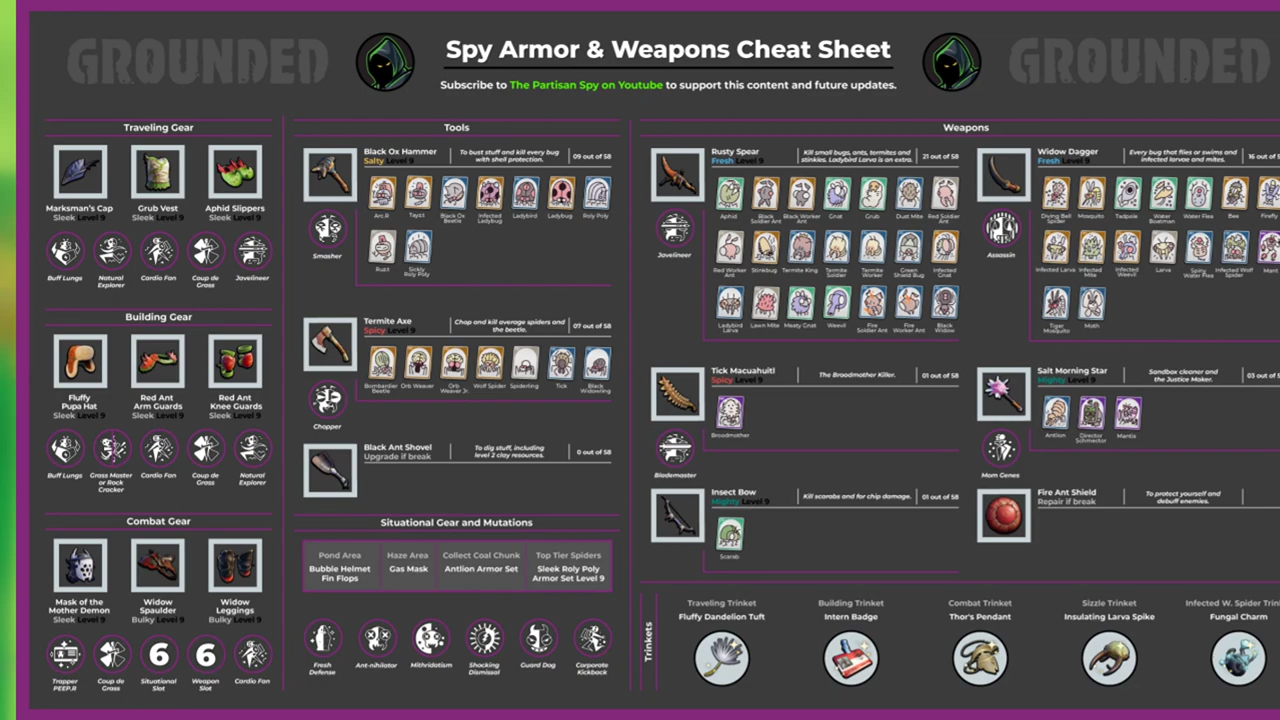 GROUNDED
Spy Armor & Weapons Cheat Sheet
GROUNDED
Subscribe to The Partisan Spy on Youtube to support this content and future updates.
Traveling Gear
Marksman's Cap
Sleek Level 9
Grub Vest
Sleek Level 9
Aphid Slippers
Sleek Level 9
Buff Lungs
Natural
Explorer
Cardio Fan
Coup de
Grass
Javelineer
Building Gear
Fluffy
Pupa Hat
Sleek Level 9
Red Ant
Arm Guards
Sleek Level 9
Red Ant
Knee Guards
Sleek Level 9
Buff Lungs
Grass Master
or Rock
Cracker
Cardio Fan
Coup de
Grass
Natural
Explorer
Combat Gear
Mask of the
Mother Demon
Sleek Level 9
Widow
Spaulder
Bulky Level 9
Widow
Leggings
Bulky Level 9
Trapper
PEEP.R
Coup de
Grass
6
Situational
Slot
6
Weapon
Slot
Cardio Fan
Tools
Black Ox Hammer
Salty Level 9
To bust stuff and kill every bug
with shell protection.
09 out of 58
Smasher
Arc.R
Tayz.t
Black Ox
Beetle
Infected
Ladybug
Ladybird
Ladybug
Roly Poly
Ruz.t
Sickly
Roly Poly
Termite Axe
Spicy Level 9
Chop and kill average spiders and
the beetle.
07 out of 58
Chopper
Bombardier
Beetle
Orb Weaver
Orb
Weaver Jr.
Wolf Spider
Spiderling
Tick
Black
Widowling
Black Ant Shovel
Upgrade if break
To dig stuff, including
level 2 clay resources.
0 out of 58
Situational Gear and Mutations
Pond Area
Bubble Helmet
Fin Flops
Haze Area
Gas Mask
Collect Coal Chunk
Antlion Armor Set
Top Tier Spiders
Sleek Roly Poly
Armor Set Level 9
Fresh
Defense
Ant-nihilator
Mithridatism
Shocking
Dismissal
Guard Dog
Corporate
Kickback
Weapons
Rusty Spear
Fresh Level 9
Kill small bugs, ants, termites and
stinkies. Ladybird Larva is an extra.
21 out of 58
Javelineer
Aphid
Black
Soldier Ant
Black Worker
Ant
Gnat
Grub
Dust Mite
Red Soldier
Ant
Red Worker
Ant
Stinkbug
Termite King
Termite
Soldier
Termite
Worker
Green
Shield Bug
Infected
Gnat
Ladybird
Larva
Lawn Mite
Meaty Gnat
Weevil
Fire
Soldier Ant
Fire
Worker Ant
Black
Widow
Widow Dagger
Fresh Level 9
Every bug that flies or swims and
infected larvae and mites.
16 out of 5
Assassin
Diving Bell
Spider
Mosquito
Tadpole
Water
Boatman
Water Flea
Bee
Firefly
Infected Larva
Infected
Mite
Infected
Weevil
Larva
Spiny
Water Flea
Infected Wolf
Spider
Mant
Tiger
Mosquito
Moth
Tick Macuahuitl
Spicy Level 9
The Broodmother Killer.
01 out of 58
Blademaster
Broodmother
Salt Morning Star
Mighty Level 9
Sandbox cleaner and
the Justice Maker.
03 out of 5
Mom Genes
Antlion
Director
Schmector
Mantis
Insect Bow
Mighty Level 9
Kill scarabs and for chip damage.
01 out of 58
Scarab
Fire Ant Shield
Repair if break
To protect yourself and
debuff enemies.
Trinkets
Traveling Trinket
Fluffy Dandelion Tuft
Building Trinket
Intern Badge
Combat Trinket
Thor's Pendant
Sizzle Trinket
Insulating Larva Spike
Infected W. Spider Trin
Fungal Charm